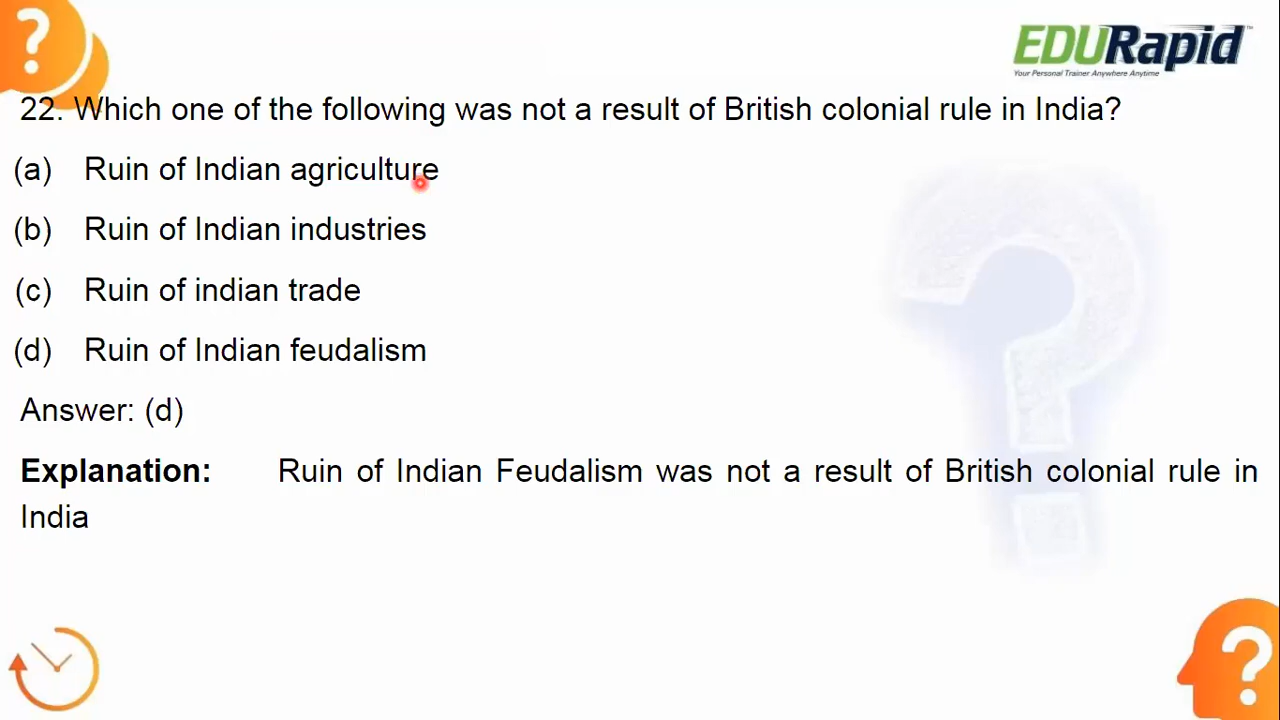 ?
EDURapid™
Your Personal Trainer Anywhere Anytime
22. Which one of the following was not a result of British colonial rule in India?
(a) Ruin of Indian agriculture
(b) Ruin of Indian industries
(c) Ruin of indian trade
(d) Ruin of Indian feudalism
Answer: (d)
Explanation: Ruin of Indian Feudalism was not a result of British colonial rule in
India
?
?